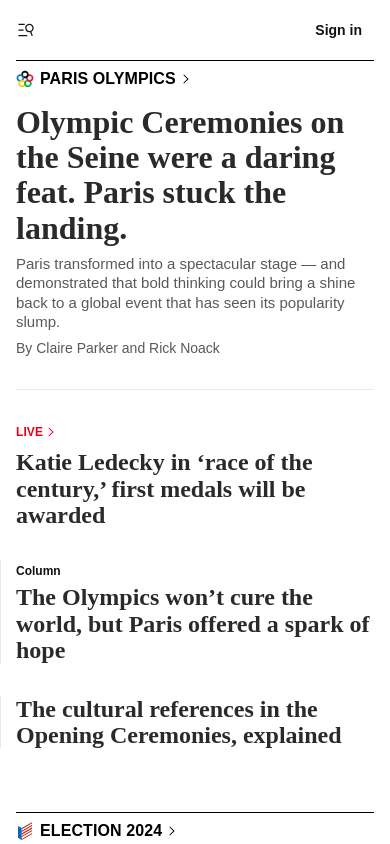 Sign in
PARIS OLYMPICS
Olympic Ceremonies on
the Seine were a daring
feat. Paris stuck the
landing.
Paris transformed into a spectacular stage — and
demonstrated that bold thinking could bring a shine
back to a global event that has seen its popularity
slump.
By Claire Parker and Rick Noack
LIVE
Katie Ledecky in ‘race of the
century,’ first medals will be
awarded
Column
The Olympics won’t cure the
world, but Paris offered a spark of
hope
The cultural references in the
Opening Ceremonies, explained
ELECTION 2024